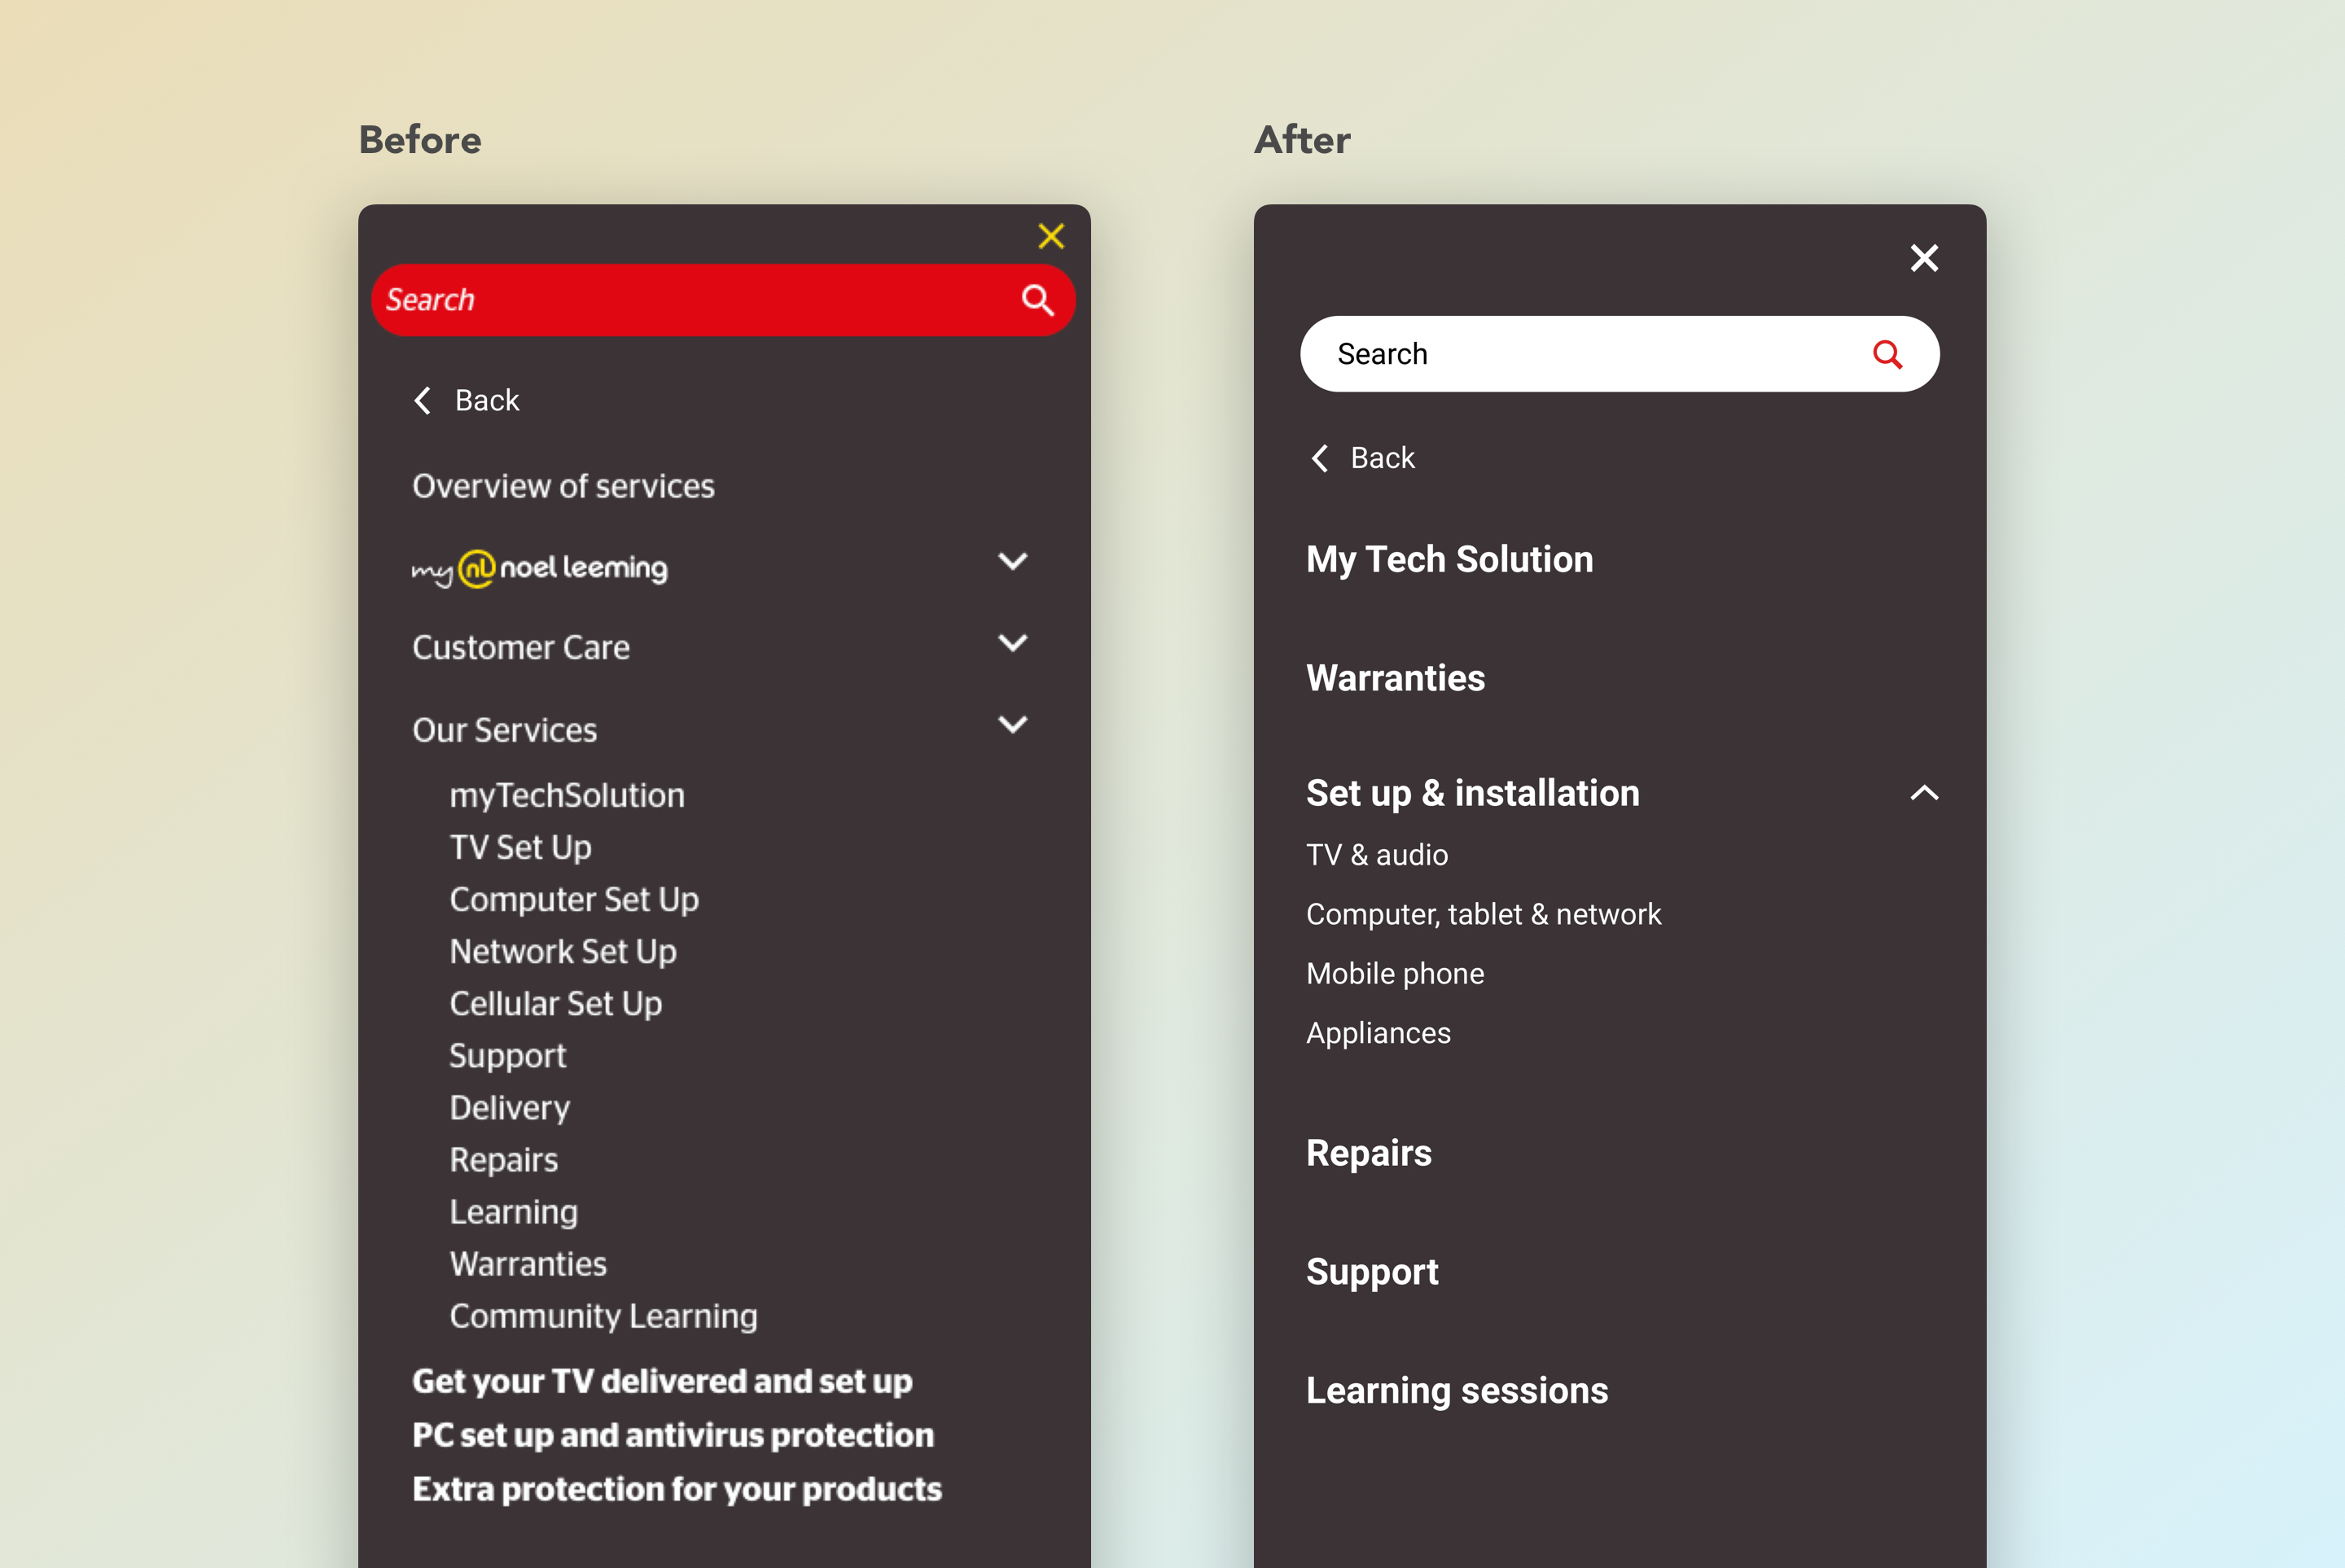 Before
Search
Back
Overview of services
my nl noel leeming
Customer Care
Our Services
myTechSolution
TV Set Up
Computer Set Up
Network Set Up
Cellular Set Up
Support
Delivery
Repairs
Learning
Warranties
Community Learning
Get your TV delivered and set up
PC set up and antivirus protection
Extra protection for your products
After
Search
Back
My Tech Solution
Warranties
Set up & installation
TV & audio
Computer, tablet & network
Mobile phone
Appliances
Repairs
Support
Learning sessions